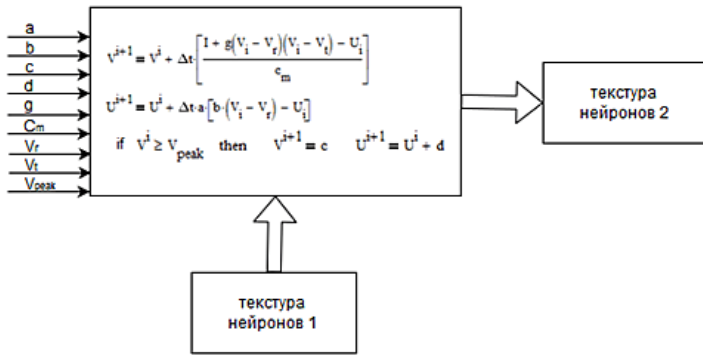 a
b
c
d
g
Cm
Vr
Vt
Vpeak
V^{i+1} = V^i + Δt·[(I + g(V_i − V_r)(V_i − V_t) − U_i) / c_m]
U^{i+1} = U^i + Δt·a·[b·(V_i − V_r) − U_i]
if V^i ≥ V_peak then V^{i+1} = c U^{i+1} = U^i + d
текстура
нейронов 2
текстура
нейронов 1